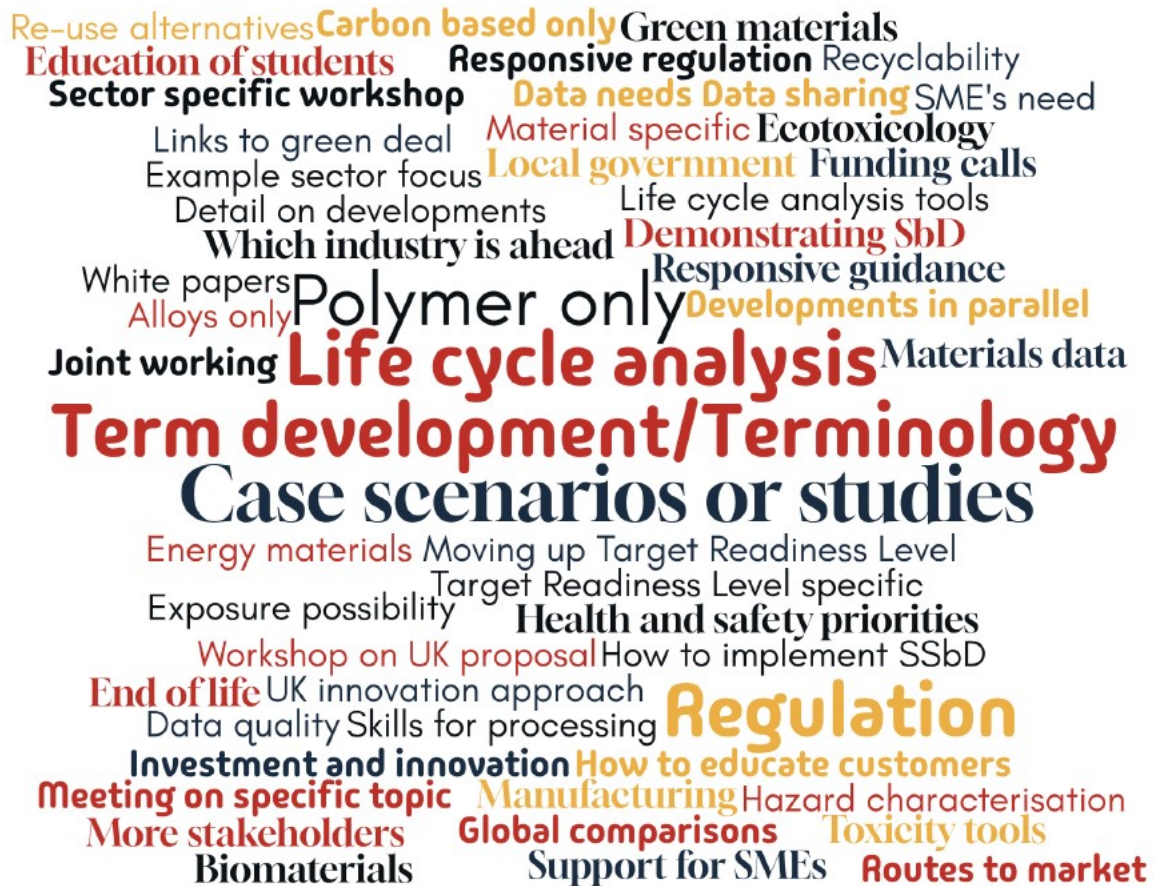 Re-use alternatives Carbon based only Green materials
Education of students Responsive regulation Recyclability
Sector specific workshop Data needs Data sharing SME's need
Links to green deal Material specific Ecotoxicology
Example sector focus Local government Funding calls
Detail on developments Life cycle analysis tools
Which industry is ahead Demonstrating SbD
White papers Responsive guidance
Alloys only Polymer only Developments in parallel
Joint working Life cycle analysis Materials data
Term development/Terminology
Case scenarios or studies
Energy materials Moving up Target Readiness Level
Target Readiness Level specific
Exposure possibility Health and safety priorities
Workshop on UK proposal How to implement SSbD
End of life UK innovation approach
Data quality Skills for processing Regulation
Investment and innovation How to educate customers
Meeting on specific topic Manufacturing Hazard characterisation
More stakeholders Global comparisons Toxicity tools
Biomaterials Support for SMEs Routes to market